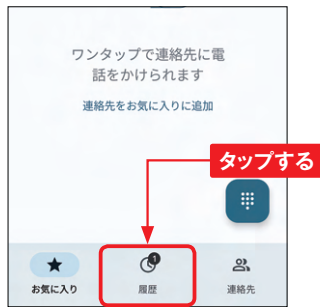 ワンタップで連絡先に電
話をかけられます
連絡先をお気に入りに追加
タップする
1
お気に入り
履歴
連絡先